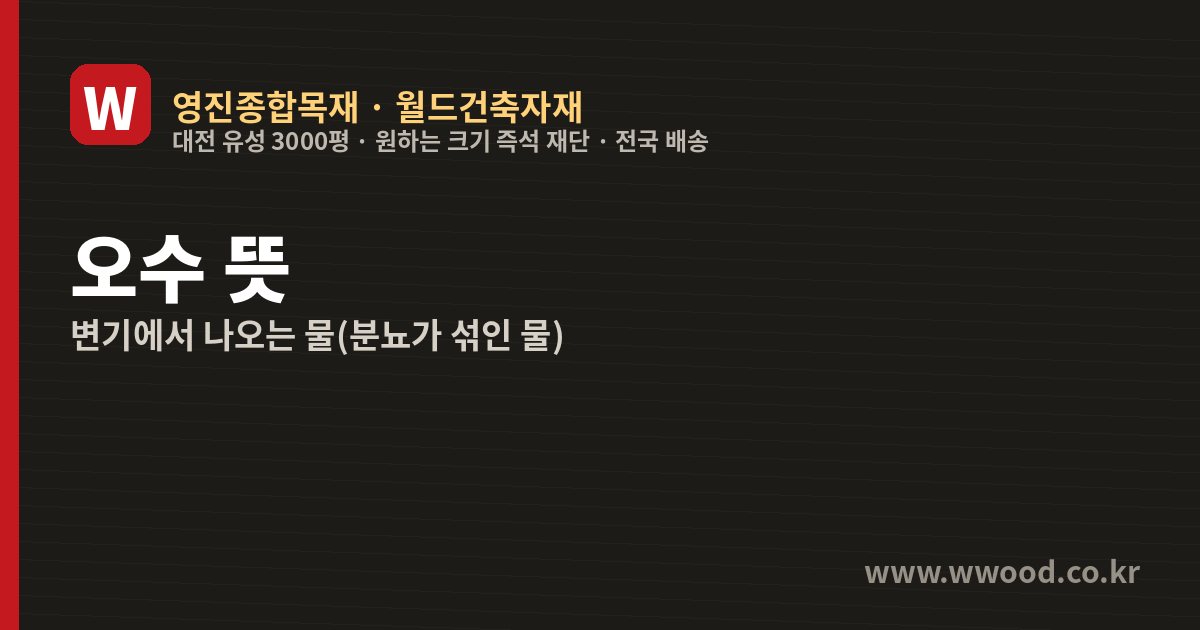 W
영진종합목재 · 월드건축자재
대전 유성 3000평 · 원하는 크기 즉석 재단 · 전국 배송
오수 뜻
변기에서 나오는 물(분뇨가 섞인 물)
www.wwood.co.kr